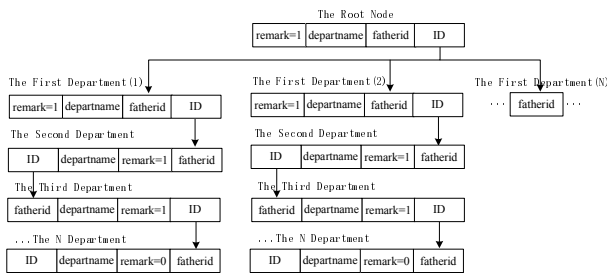 The Root Node
remark=1 departname fatherid ID
The First Department(1) The First Department(2) The First Department(N)
remark=1 departname fatherid ID remark=1 departname fatherid ID ... fatherid ...
The Second Department The Second Department
ID departname remark=1 fatherid ID departname remark=1 fatherid
The Third Department The Third Department
fatherid departname remark=1 ID fatherid departname remark=1 ID
...The N Department ...The N Department
ID departname remark=0 fatherid ID departname remark=0 fatherid